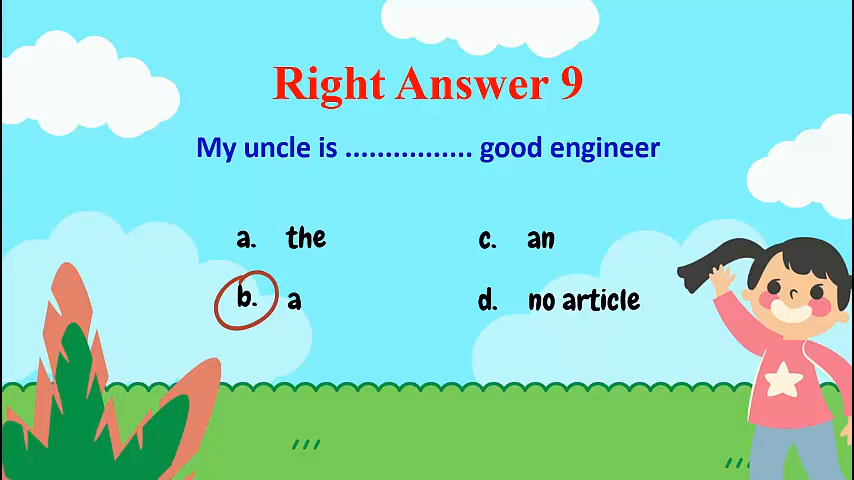 Right Answer 9
My uncle is ................ good engineer
a. the
b. a
c. an
d. no article